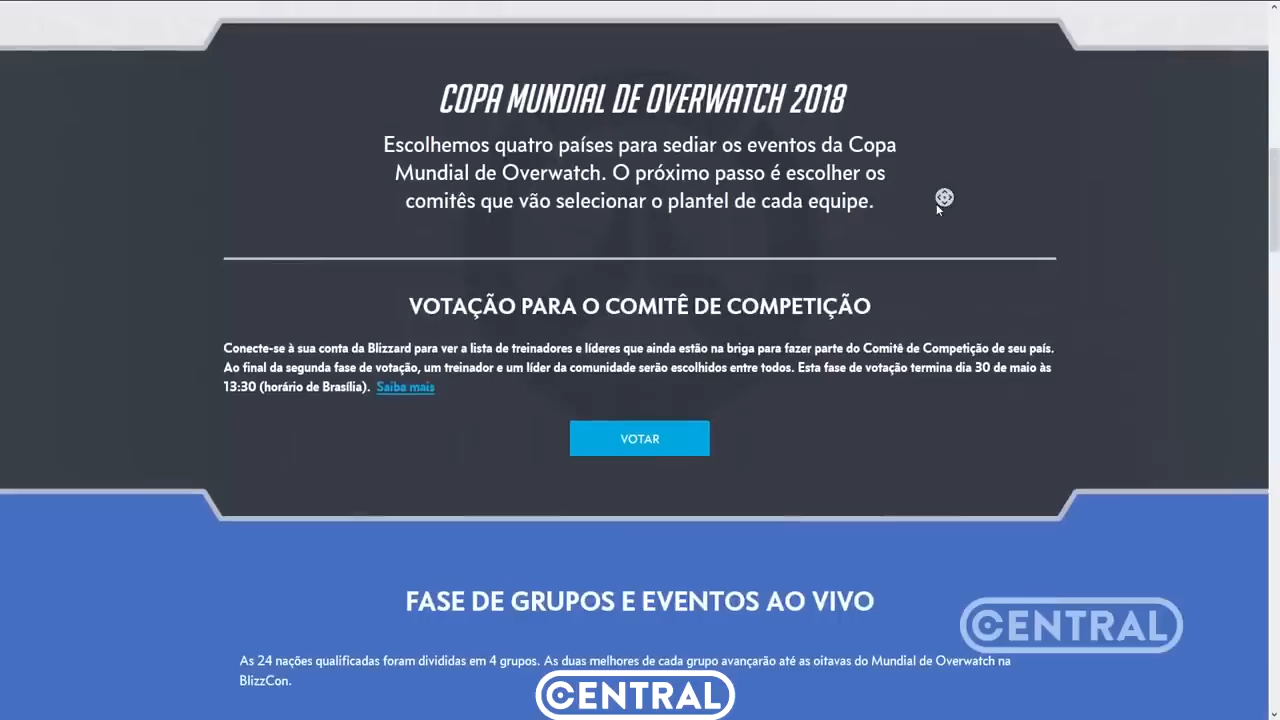 COPA MUNDIAL DE OVERWATCH 2018
Escolhemos quatro países para sediar os eventos da Copa
Mundial de Overwatch. O próximo passo é escolher os
comitês que vão selecionar o plantel de cada equipe.
VOTAÇÃO PARA O COMITÊ DE COMPETIÇÃO
Conecte-se à sua conta da Blizzard para ver a lista de treinadores e líderes que ainda estão na briga para fazer parte do Comitê de Competição de seu país.
Ao final da segunda fase de votação, um treinador e um líder da comunidade serão escolhidos entre todos. Esta fase de votação termina dia 30 de maio às
13:30 (horário de Brasília). Saiba mais
VOTAR
FASE DE GRUPOS E EVENTOS AO VIVO
CENTRAL
As 24 nações qualificadas foram divididas em 4 grupos. As duas melhores de cada grupo avançarão até as oitavas do Mundial de Overwatch na
BlizzCon.
CENTRAL